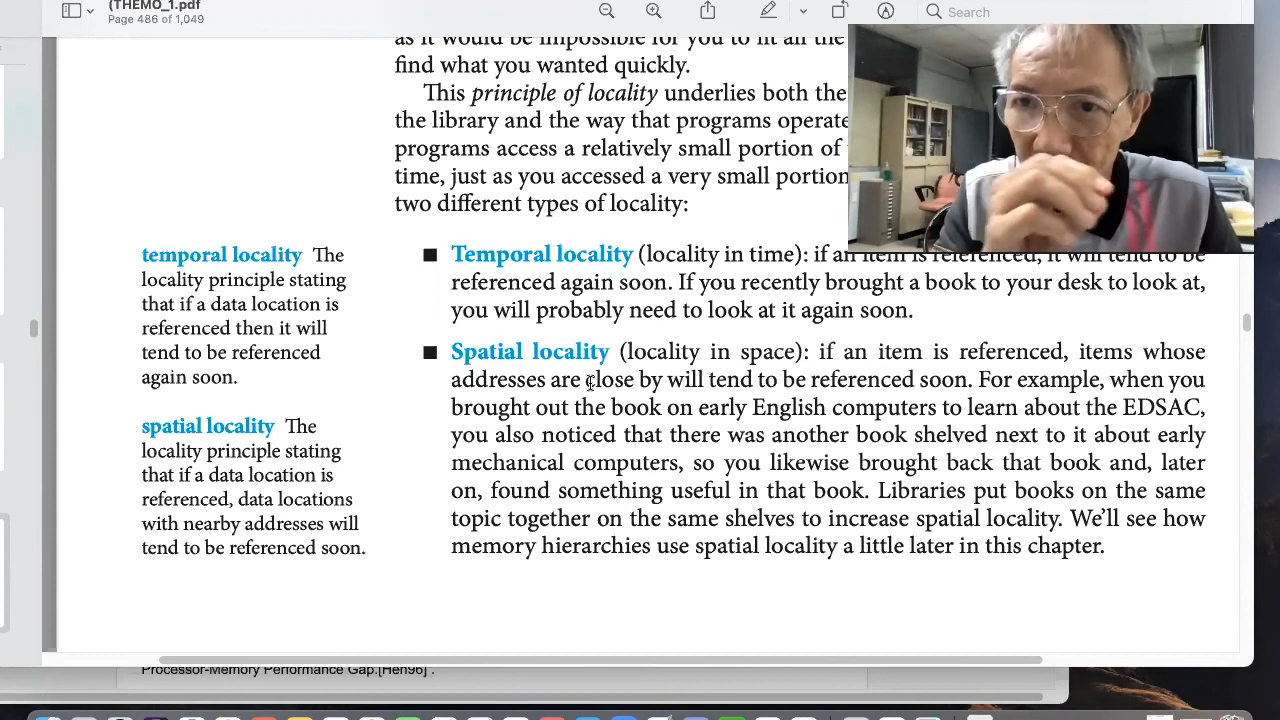 (THEMO_1.pdf
Page 486 of 1,049
Search
as it would be impossible for you to fit all the
find what you wanted quickly.
This principle of locality underlies both the
the library and the way that programs operate
programs access a relatively small portion of
time, just as you accessed a very small portion
two different types of locality:
temporal locality The
locality principle stating
that if a data location is
referenced then it will
tend to be referenced
again soon.
spatial locality The
locality principle stating
that if a data location is
referenced, data locations
with nearby addresses will
tend to be referenced soon.
■ Temporal locality (locality in time): if an item is referenced, it will tend to be
referenced again soon. If you recently brought a book to your desk to look at,
you will probably need to look at it again soon.
■ Spatial locality (locality in space): if an item is referenced, items whose
addresses are close by will tend to be referenced soon. For example, when you
brought out the book on early English computers to learn about the EDSAC,
you also noticed that there was another book shelved next to it about early
mechanical computers, so you likewise brought back that book and, later
on, found something useful in that book. Libraries put books on the same
topic together on the same shelves to increase spatial locality. We'll see how
memory hierarchies use spatial locality a little later in this chapter.
Processor-Memory Performance Gap.[Hen96] .